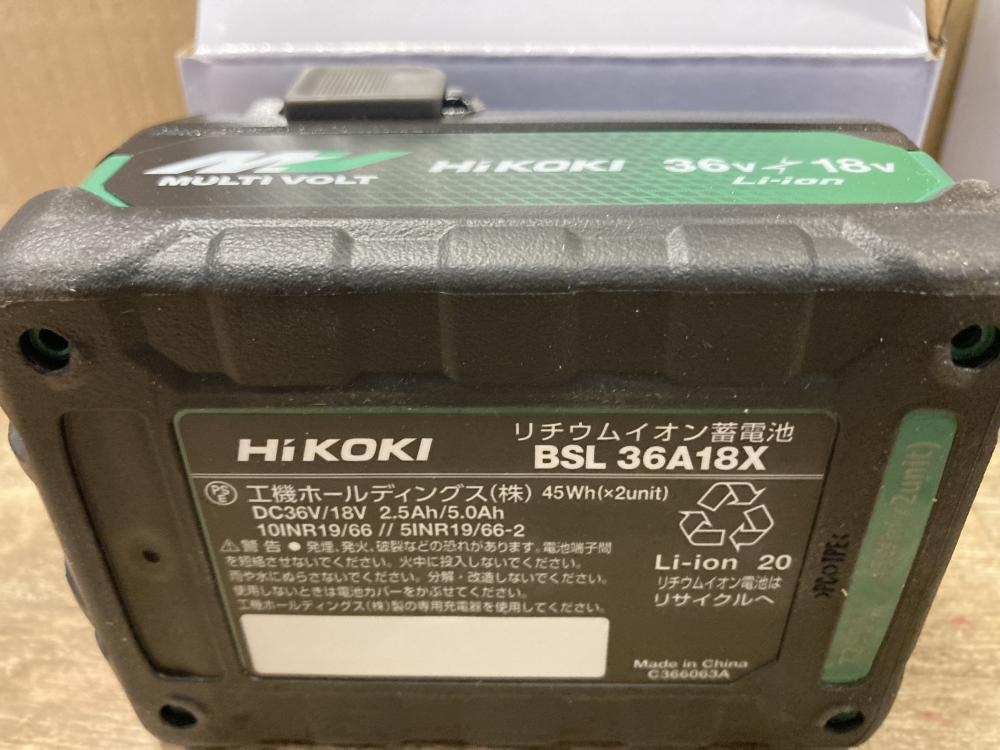 MULTI VOLT
HiKOKI
36V⚡18V
Li-ion
HiKOKI
リチウムイオン蓄電池
BSL 36A18X
PS
E
工機ホールディングス(株) 45Wh(×2unit)
DC36V/18V 2.5Ah/5.0Ah
10INR19/66 // 5INR19/66-2
⚠警告 ● 発煙、発火、破裂などの恐れがあります。電池端子間
を短絡させないでください。火中に投入しないでください。
雨や水にぬらさないでください。分解・改造しないでください。
使用しないときは電池カバーをかぶせてください。
工機ホールディングス(株)製の専用充電器を使用してください。
Li-ion 20
リチウムイオン電池は
リサイクルへ
Made in China
C366063A
2unit)